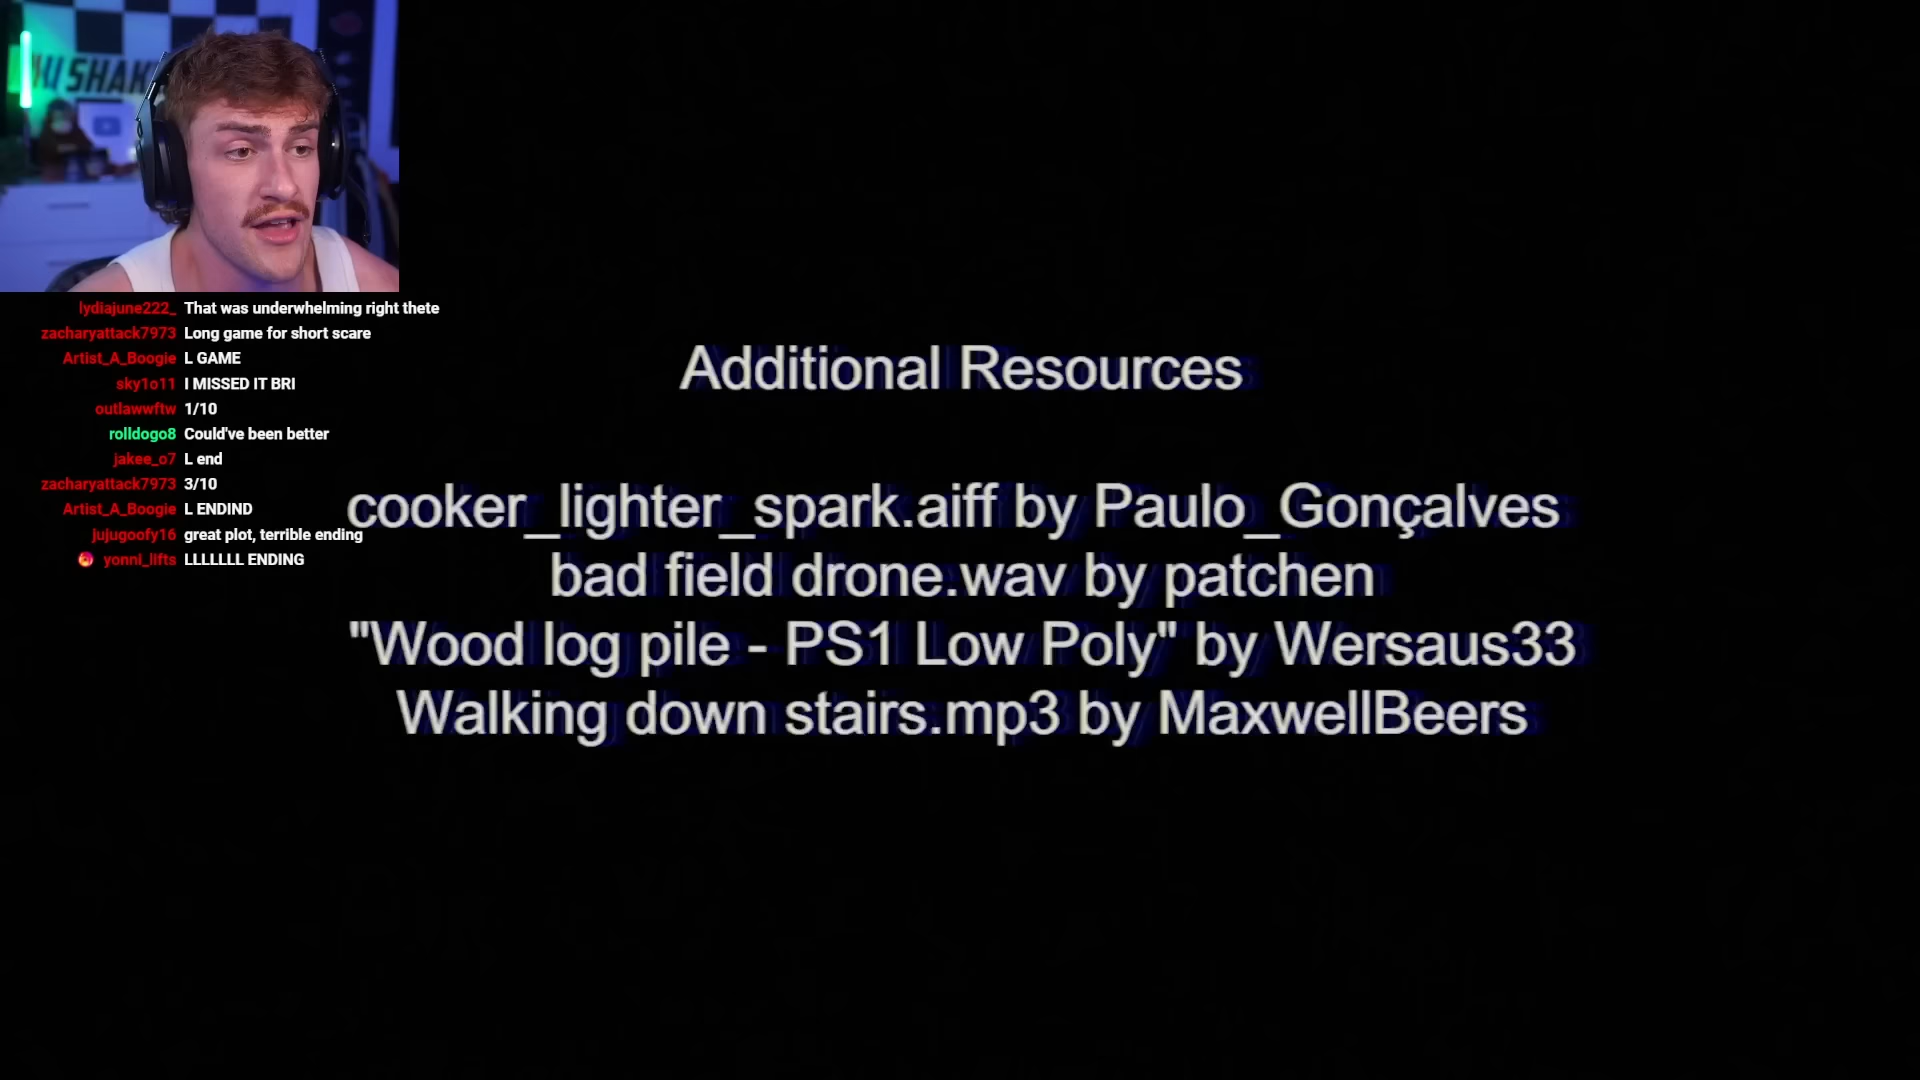 SHAK
lydiajune222_ That was underwhelming right thete
zacharyattack7973 Long game for short scare
Artist_A_Boogie L GAME
sky1o11 I MISSED IT BRI
outlawwftw 1/10
rolldogo8 Could've been better
jakee_o7 L end
zacharyattack7973 3/10
Artist_A_Boogie L ENDIND
jujugoofy16 great plot, terrible ending
yonni_lifts LLLLLLL ENDING
Additional Resources
cooker_lighter_spark.aiff by Paulo_Gonçalves
bad field drone.wav by patchen
"Wood log pile - PS1 Low Poly" by Wersaus33
Walking down stairs.mp3 by MaxwellBeers